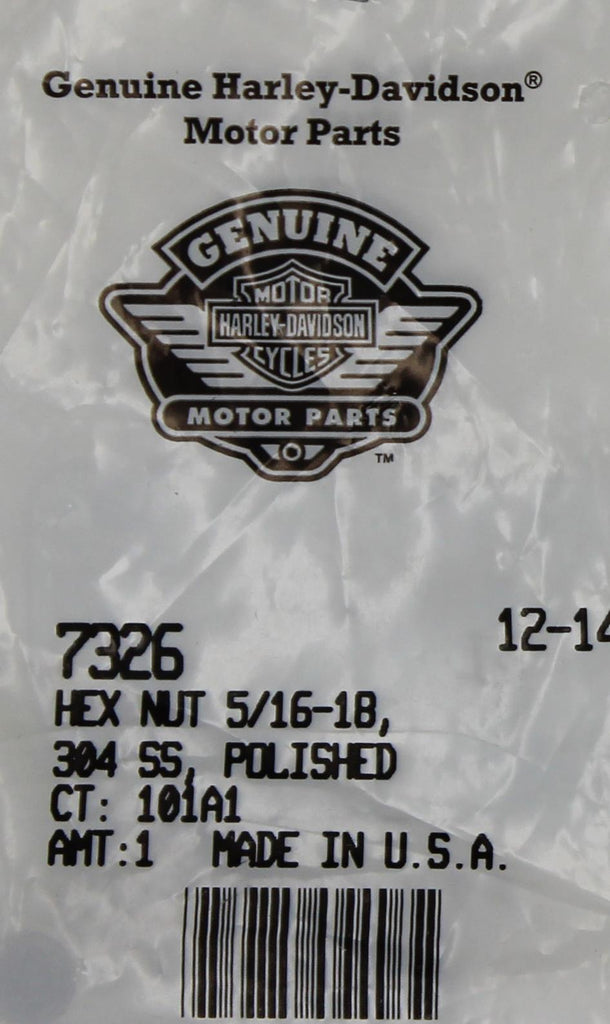 Genuine Harley-Davidson®
Motor Parts
GENUINE
MOTOR
HARLEY-DAVIDSON
CYCLES
MOTOR PARTS
TM
7326
12-14
HEX NUT 5/16-18,
304 SS, POLISHED
CT: 101A1
AMT:1 MADE IN U.S.A.